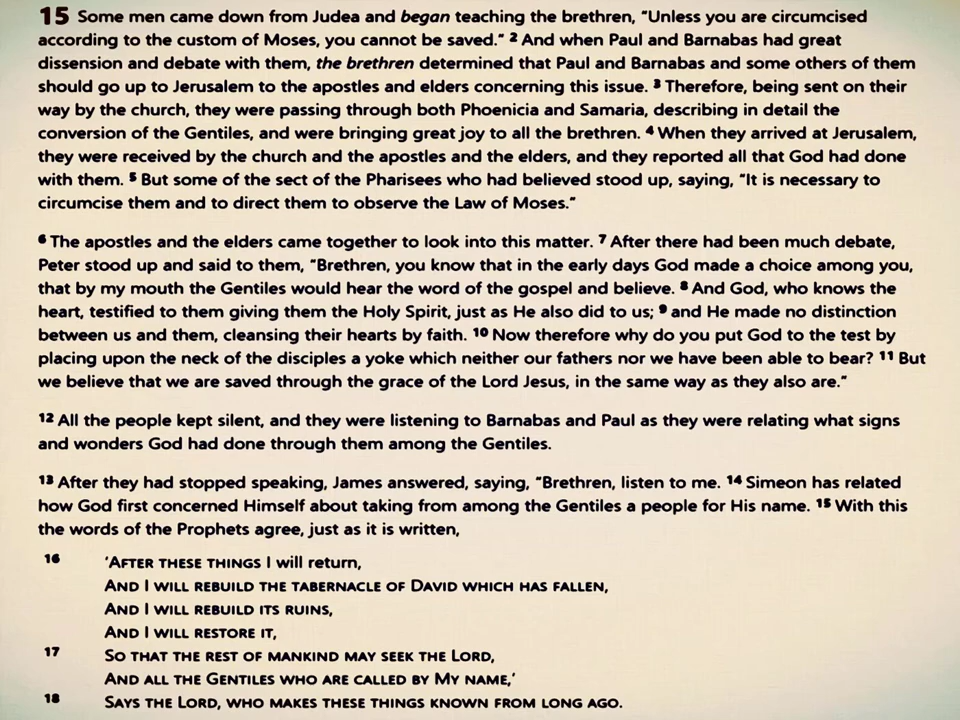 15 Some men came down from Judea and began teaching the brethren, "Unless you are circumcised
according to the custom of Moses, you cannot be saved." 2 And when Paul and Barnabas had great
dissension and debate with them, the brethren determined that Paul and Barnabas and some others of them
should go up to Jerusalem to the apostles and elders concerning this issue. 3 Therefore, being sent on their
way by the church, they were passing through both Phoenicia and Samaria, describing in detail the
conversion of the Gentiles, and were bringing great joy to all the brethren. 4 When they arrived at Jerusalem,
they were received by the church and the apostles and the elders, and they reported all that God had done
with them. 5 But some of the sect of the Pharisees who had believed stood up, saying, "It is necessary to
circumcise them and to direct them to observe the Law of Moses."
6 The apostles and the elders came together to look into this matter. 7 After there had been much debate,
Peter stood up and said to them, "Brethren, you know that in the early days God made a choice among you,
that by my mouth the Gentiles would hear the word of the gospel and believe. 8 And God, who knows the
heart, testified to them giving them the Holy Spirit, just as He also did to us; 9 and He made no distinction
between us and them, cleansing their hearts by faith. 10 Now therefore why do you put God to the test by
placing upon the neck of the disciples a yoke which neither our fathers nor we have been able to bear? 11 But
we believe that we are saved through the grace of the Lord Jesus, in the same way as they also are."
12 All the people kept silent, and they were listening to Barnabas and Paul as they were relating what signs
and wonders God had done through them among the Gentiles.
13 After they had stopped speaking, James answered, saying, "Brethren, listen to me. 14 Simeon has related
how God first concerned Himself about taking from among the Gentiles a people for His name. 15 With this
the words of the Prophets agree, just as it is written,
16 'AFTER THESE THINGS I will return,
AND I WILL REBUILD THE TABERNACLE OF DAVID WHICH HAS FALLEN,
AND I WILL REBUILD ITS RUINS,
AND I WILL RESTORE IT,
17 SO THAT THE REST OF MANKIND MAY SEEK THE LORD,
AND ALL THE GENTILES WHO ARE CALLED BY MY NAME,'
18 SAYS THE LORD, WHO MAKES THESE THINGS KNOWN FROM LONG AGO.